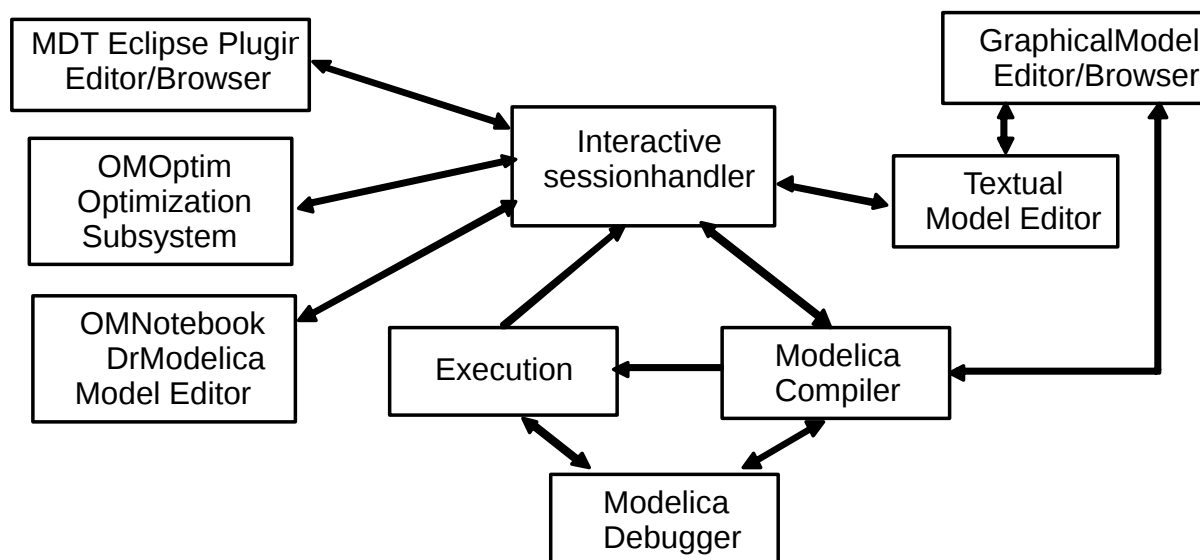 MDT Eclipse Plugin
Editor/Browser
GraphicalModel
Editor/Browser
Interactive
sessionhandler
OMOptim
Optimization
Subsystem
Textual
Model Editor
OMNotebook
DrModelica
Model Editor
Execution
Modelica
Compiler
Modelica
Debugger